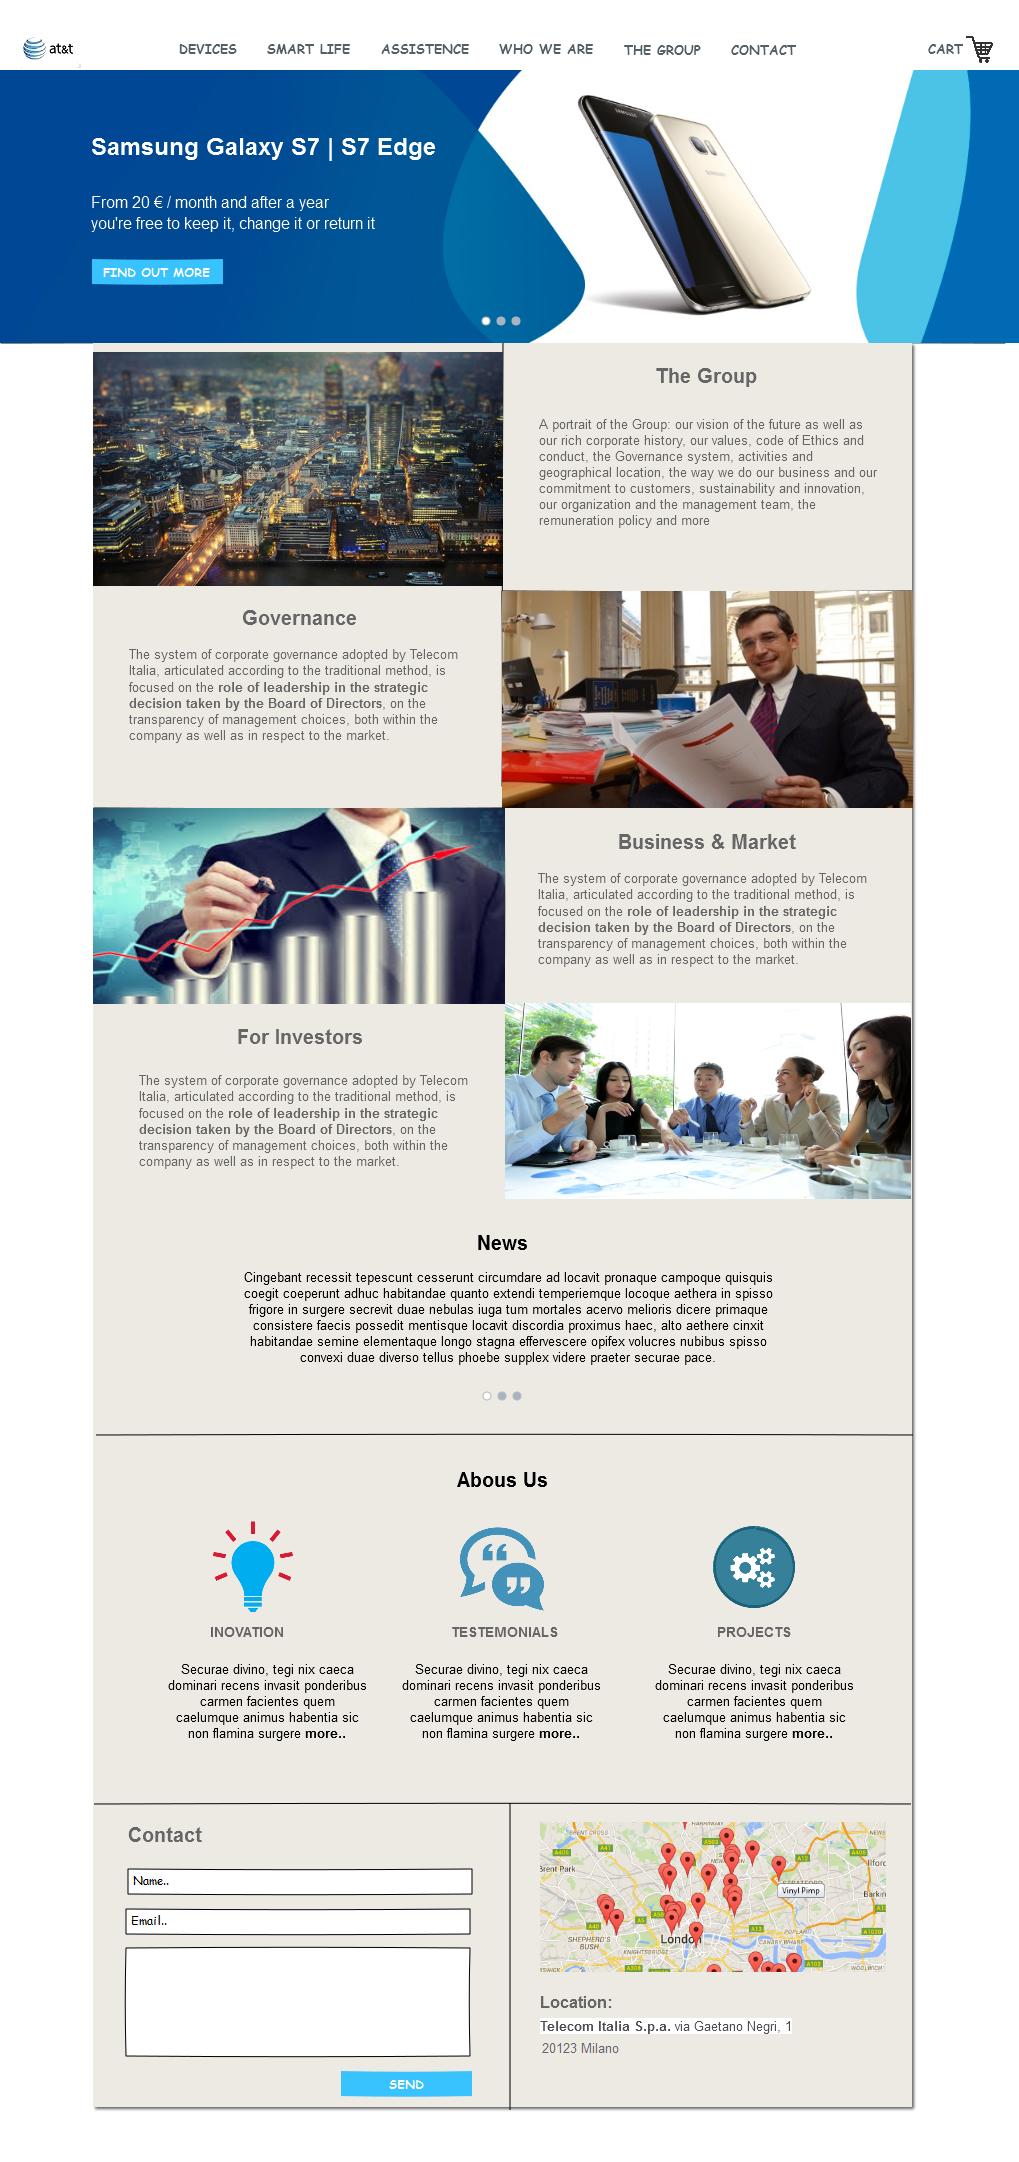 at&t
DEVICES
SMART LIFE
ASSISTENCE
WHO WE ARE
THE GROUP
CONTACT
CART
Samsung Galaxy S7 | S7 Edge
From 20 € / month and after a year
you're free to keep it, change it or return it
FIND OUT MORE
SAMSUNG
The Group
A portrait of the Group: our vision of the future as well as
our rich corporate history, our values, code of Ethics and
conduct, the Governance system, activities and
geographical location, the way we do our business and our
commitment to customers, sustainability and innovation,
our organization and the management team, the
remuneration policy and more
Governance
The system of corporate governance adopted by Telecom
Italia, articulated according to the traditional method, is
focused on the role of leadership in the strategic
decision taken by the Board of Directors, on the
transparency of management choices, both within the
company as well as in respect to the market.
Business & Market
The system of corporate governance adopted by Telecom
Italia, articulated according to the traditional method, is
focused on the role of leadership in the strategic
decision taken by the Board of Directors, on the
transparency of management choices, both within the
company as well as in respect to the market.
For Investors
The system of corporate governance adopted by Telecom
Italia, articulated according to the traditional method, is
focused on the role of leadership in the strategic
decision taken by the Board of Directors, on the
transparency of management choices, both within the
company as well as in respect to the market.
News
Cingebant recessit tepescunt cesserunt circumdare ad locavit pronaque campoque quisquis
coegit coeperunt adhuc habitandae quanto extendi temperiemque locoque aethera in spisso
frigore in surgere secrevit duae nebulas iuga tum mortales acervo melioris dicere primaque
consistere faecis possedit mentisque locavit discordia proximus haec, alto aethere cinxit
habitandae semine elementaque longo stagna effervescere opifex volucres nubibus spisso
convexi duae diverso tellus phoebe supplex videre praeter securae pace.
Abous Us
INOVATION
Securae divino, tegi nix caeca
dominari recens invasit ponderibus
carmen facientes quem
caelumque animus habentia sic
non flamina surgere more..
TESTEMONIALS
Securae divino, tegi nix caeca
dominari recens invasit ponderibus
carmen facientes quem
caelumque animus habentia sic
non flamina surgere more..
PROJECTS
Securae divino, tegi nix caeca
dominari recens invasit ponderibus
carmen facientes quem
caelumque animus habentia sic
non flamina surgere more..
Contact
Name..
Email..
SEND
BRENT CROSS
A406
A41
A503
A12
A406
Brent Park
Ilford
Vinyl Pimp
Barkin
A40
A5
SHEPHERD'S
BUSH
London
KNIGHTSBRIDGE
A13
POPLAR
CANARY WHARF
A13
A1020
A308
A202
A102
WOOLWICH
Location:
Telecom Italia S.p.a. via Gaetano Negri, 1
20123 Milano